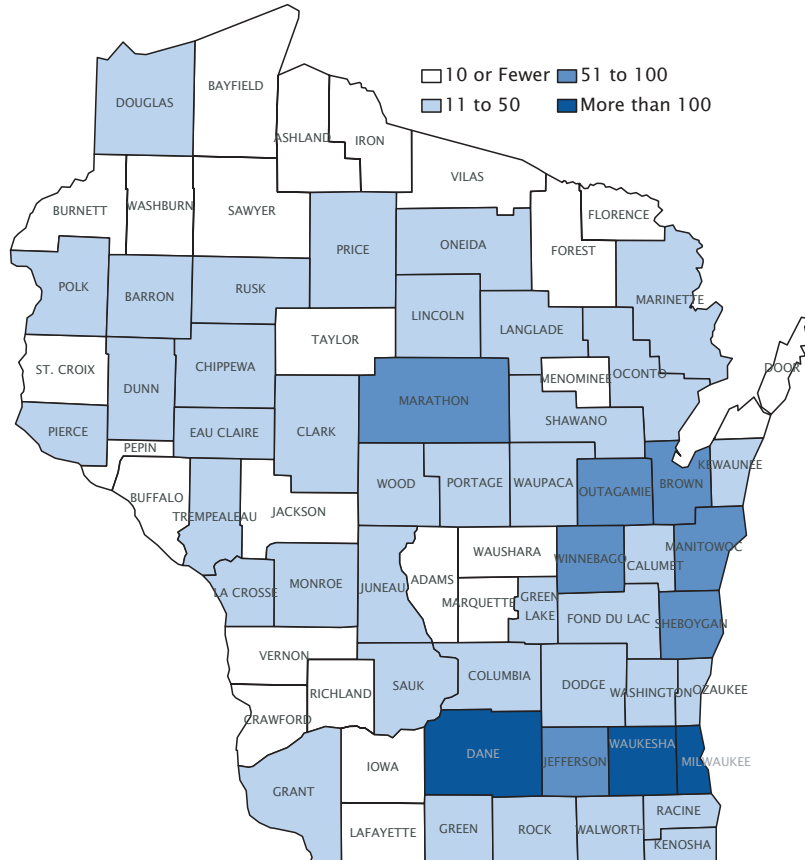 10 or Fewer
51 to 100
11 to 50
More than 100
BAYFIELD
DOUGLAS
ASHLAND
IRON
VILAS
BURNETT
WASHBURN
SAWYER
FLORENCE
FOREST
PRICE
ONEIDA
POLK
BARRON
RUSK
MARINETTE
LINCOLN
LANGLADE
TAYLOR
ST. CROIX
CHIPPEWA
DUNN
MENOMINEE
OCONTO
DOOR
MARATHON
PIERCE
EAU CLAIRE
CLARK
SHAWANO
PEPIN
KEWAUNEE
WOOD
PORTAGE
WAUPACA
OUTAGAMIE
BROWN
BUFFALO
TREMPEALEAU
JACKSON
WAUSHARA
WINNEBAGO
CALUMET
MANITOWOC
LA CROSSE
MONROE
JUNEAU
ADAMS
MARQUETTE
GREEN
LAKE
FOND DU LAC
SHEBOYGAN
VERNON
RICHLAND
SAUK
COLUMBIA
DODGE
WASHINGTON
OZAUKEE
CRAWFORD
DANE
JEFFERSON
WAUKESHA
MILWAUKEE
IOWA
GRANT
LAFAYETTE
GREEN
ROCK
WALWORTH
RACINE
KENOSHA